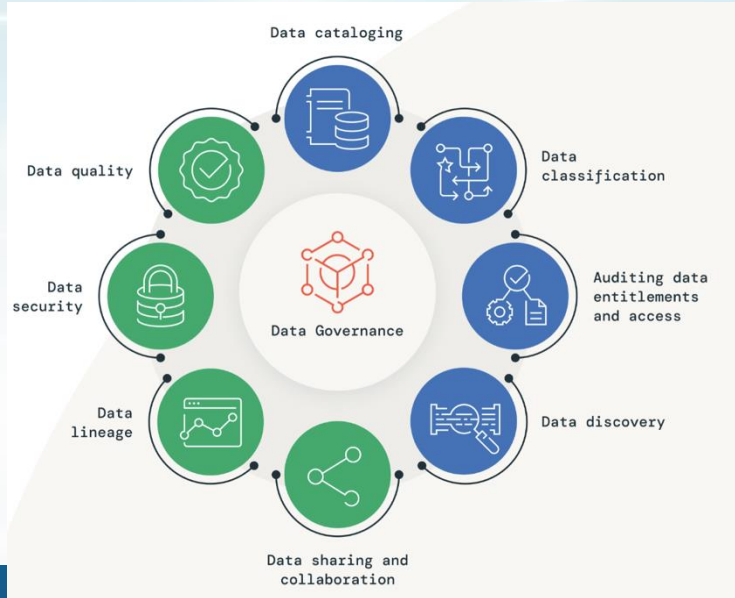 Data cataloging
Data quality
Data
classification
Data
security
Data Governance
Auditing data
entitlements
and access
Data
lineage
Data discovery
Data sharing and
collaboration